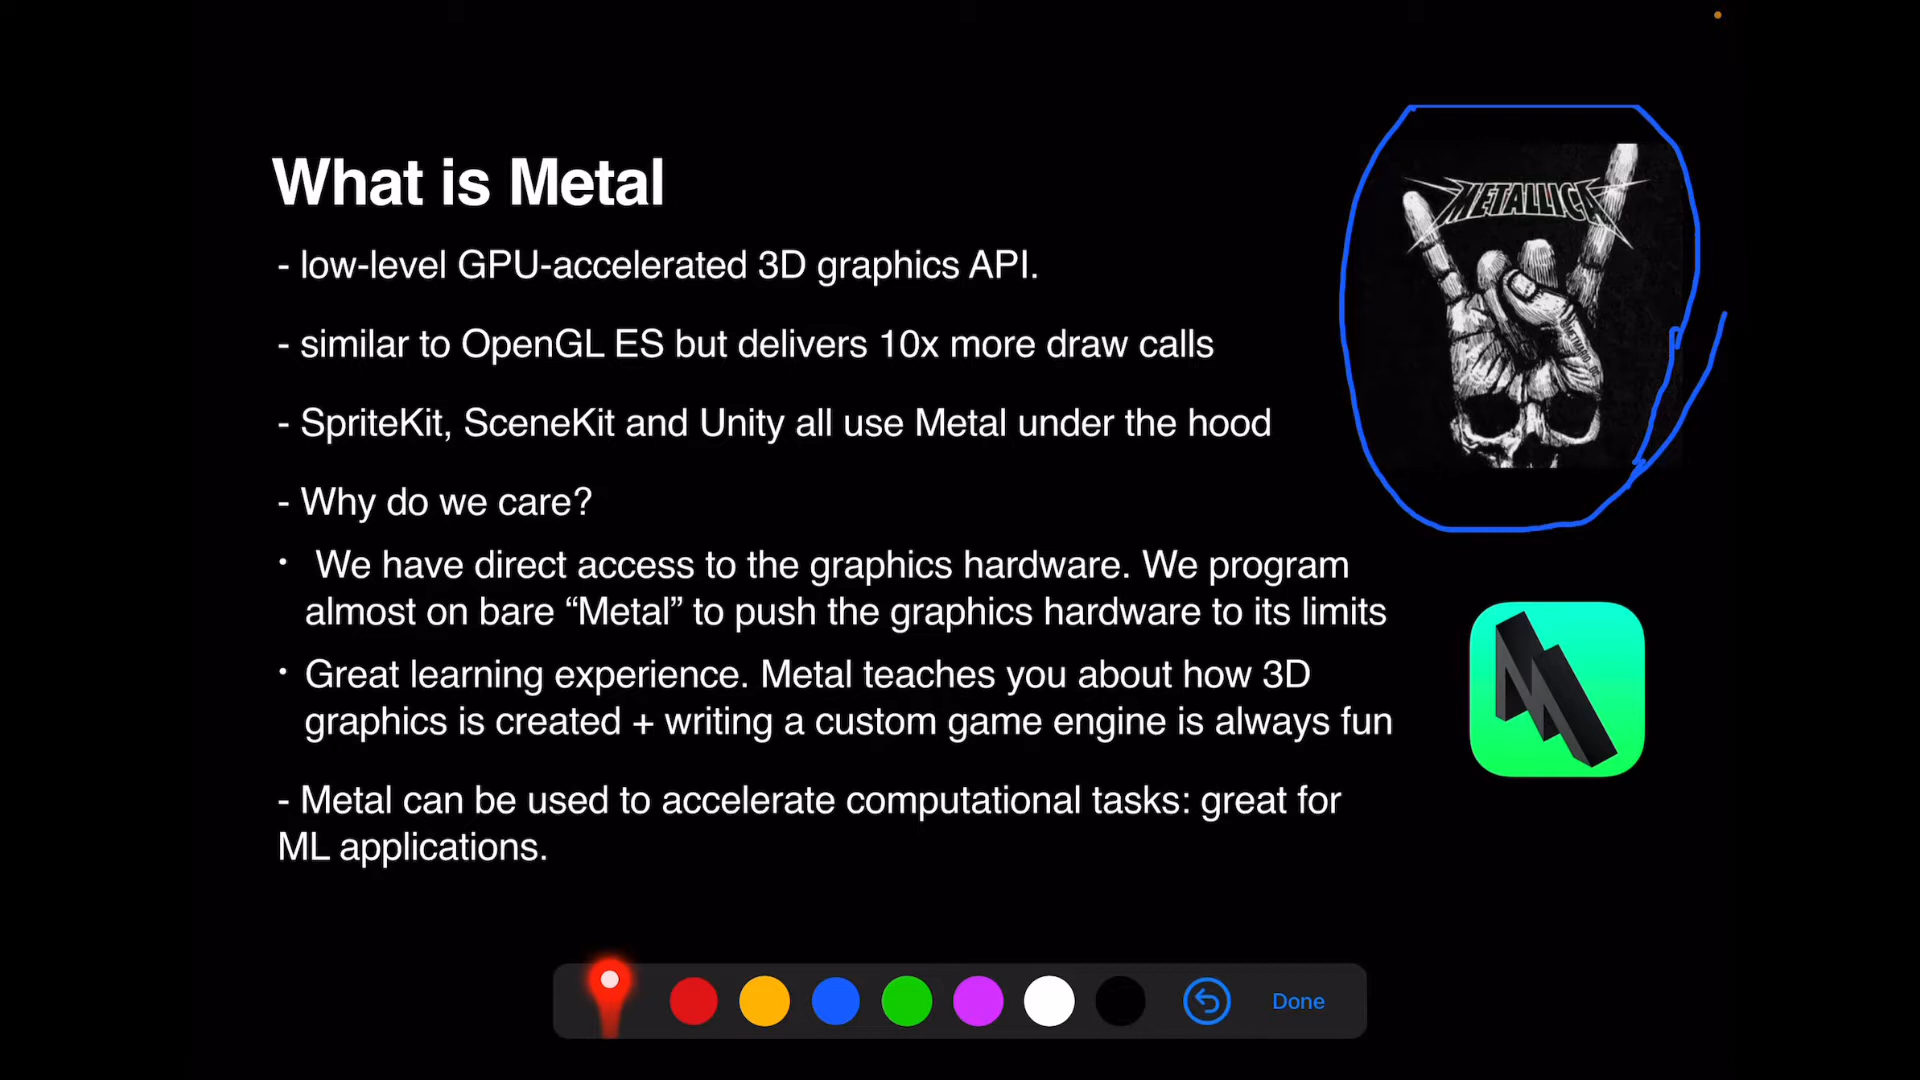 What is Metal
- low-level GPU-accelerated 3D graphics API.
- similar to OpenGL ES but delivers 10x more draw calls
- SpriteKit, SceneKit and Unity all use Metal under the hood
- Why do we care?
• We have direct access to the graphics hardware. We program
almost on bare “Metal” to push the graphics hardware to its limits
• Great learning experience. Metal teaches you about how 3D
graphics is created + writing a custom game engine is always fun
- Metal can be used to accelerate computational tasks: great for
ML applications.
METALLICA
Done